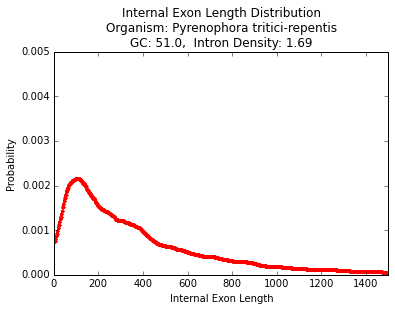 Internal Exon Length Distribution
Organism: Pyrenophora tritici-repentis
GC: 51.0,  Intron Density: 1.69
0.005
0.004
0.003
0.002
0.001
0.000
Probability
0 200 400 600 800 1000 1200 1400
Internal Exon Length